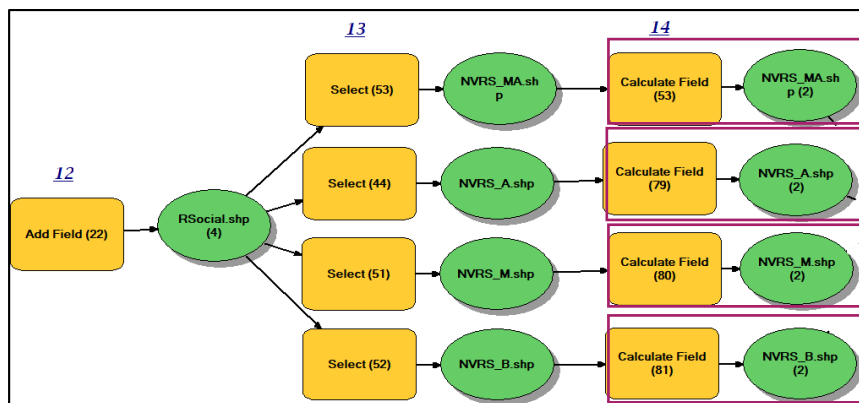 12
Add Field (22)
RSocial.shp
(4)
13
Select (53)
NVRS_MA.sh
p
Select (44)
NVRS_A.shp
Select (51)
NVRS_M.shp
Select (52)
NVRS_B.shp
14
Calculate Field
(53)
NVRS_MA.sh
p (2)
Calculate Field
(79)
NVRS_A.shp
(2)
Calculate Field
(80)
NVRS_M.shp
(2)
Calculate Field
(81)
NVRS_B.shp
(2)